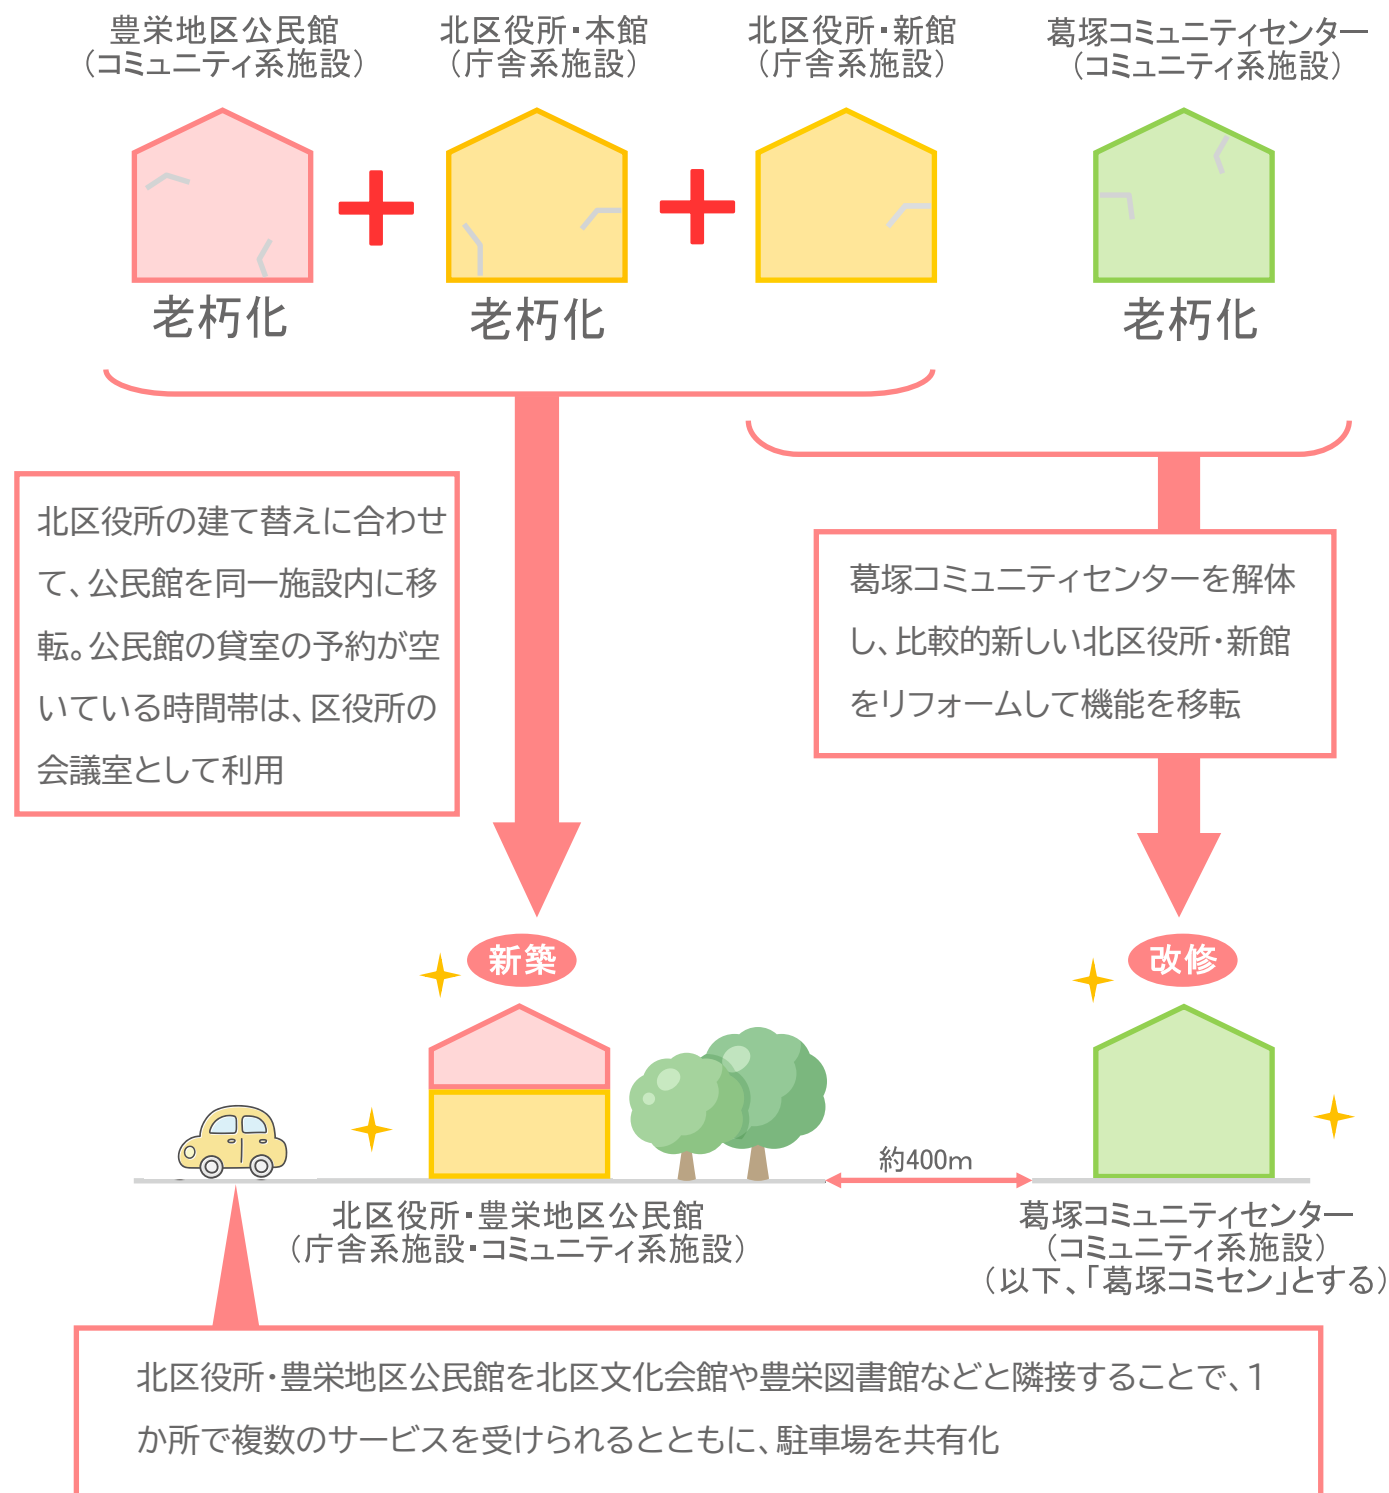 豊栄地区公民館
（コミュニティ系施設）
北区役所・本館
（庁舎系施設）
北区役所・新館
（庁舎系施設）
葛塚コミュニティセンター
（コミュニティ系施設）
老朽化
老朽化
老朽化
北区役所の建て替えに合わせ
て、公民館を同一施設内に移
転。公民館の貸室の予約が空
いている時間帯は、区役所の
会議室として利用
葛塚コミュニティセンターを解体
し、比較的新しい北区役所・新館
をリフォームして機能を移転
新築
改修
約400m
北区役所・豊栄地区公民館
（庁舎系施設・コミュニティ系施設）
葛塚コミュニティセンター
（コミュニティ系施設）
（以下、「葛塚コミセン」とする）
北区役所・豊栄地区公民館を北区文化会館や豊栄図書館などと隣接することで、1
か所で複数のサービスを受けられるとともに、駐車場を共有化